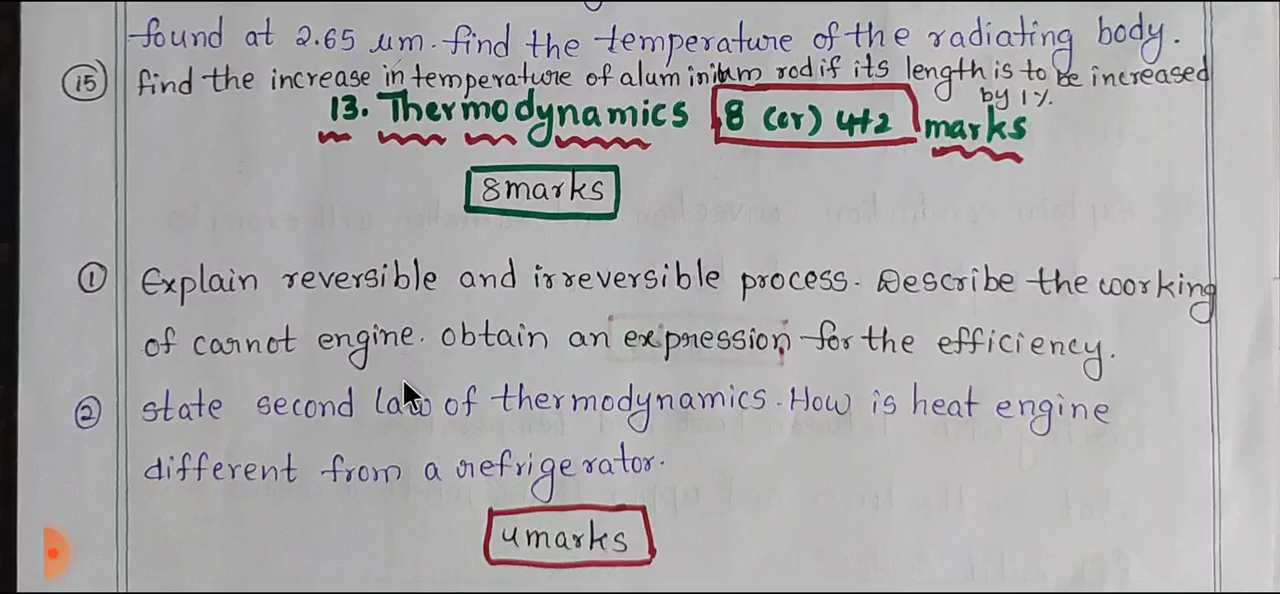 found at 2.65 μm. find the temperature of the radiating body.
15 find the increase in temperature of aluminium rod if its length is to be increased
by 1%.
13. Thermodynamics 8 (or) 4+2 marks
8marks
1 Explain reversible and irreversible process. Describe the working
of carnot engine. obtain an expression for the efficiency.
2 state second law of thermodynamics. How is heat engine
different from a refrigerator.
4marks